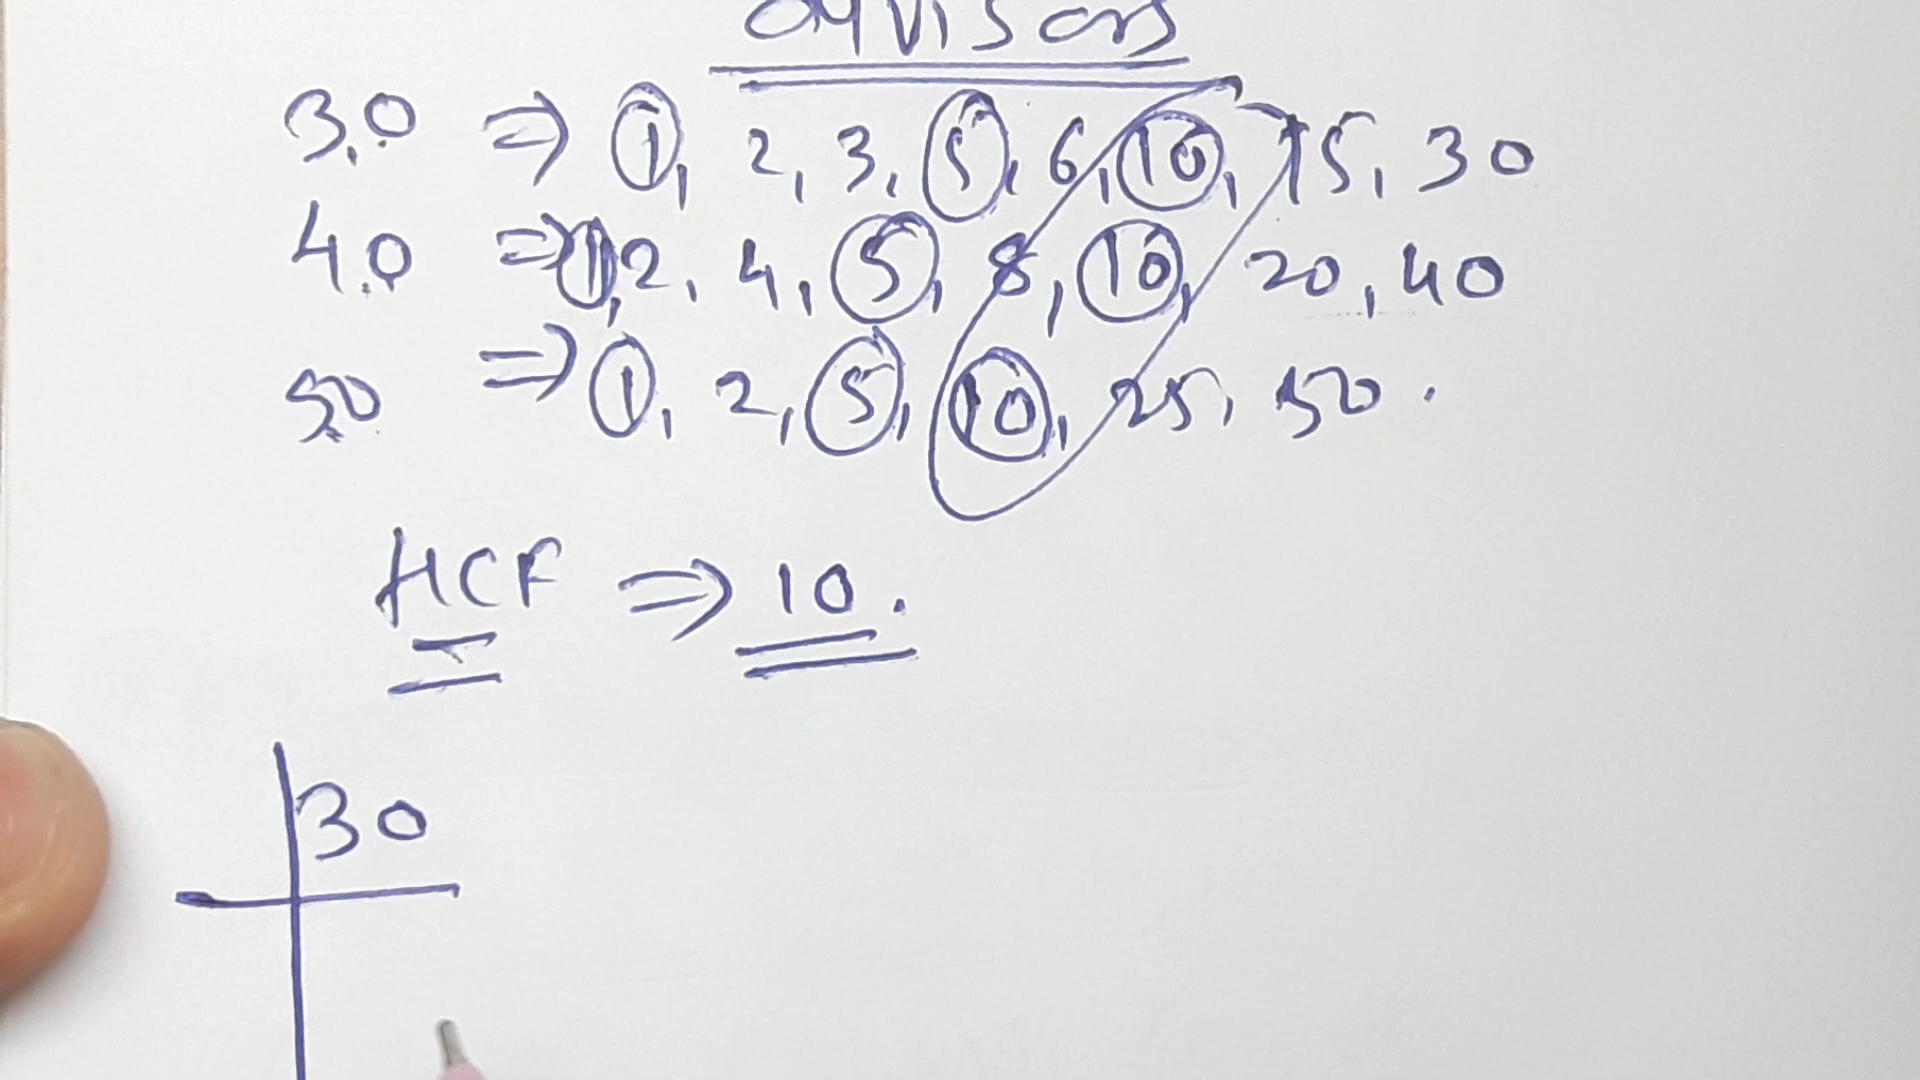 divisors
30 ⇒ 1, 2, 3, 5, 6, 10, 15, 30
40 ⇒ 1, 2, 4, 5, 8, 10, 20, 40
50 ⇒ 1, 2, 5, 10, 25, 50.
HCF ⇒ 10.
30